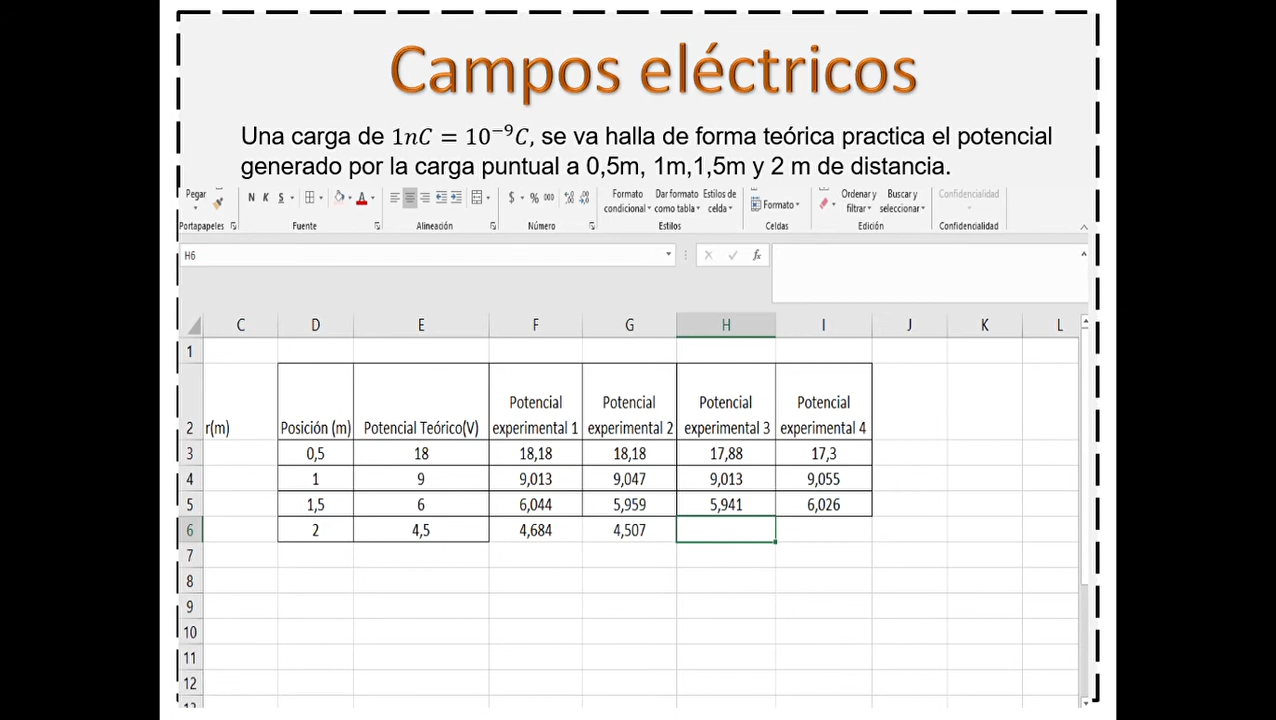 Campos eléctricos
Una carga de 1nC = 10⁻⁹C, se va halla de forma teórica practica el potencial
generado por la carga puntual a 0,5m, 1m,1,5m y 2 m de distancia.
Pegar
N K S
$ % 000
Formato condicional
Dar formato como tabla
Estilos de celda
Formato
Ordenar y filtrar
Buscar y seleccionar
Confidencialidad
Portapapeles Fuente Alineación Número Estilos Celdas Edición Confidencialidad
H6 fx
C D E F G H I J K L
1
2 r(m) Posición (m) Potencial Teórico(V) Potencial experimental 1 Potencial experimental 2 Potencial experimental 3 Potencial experimental 4
3 0,5 18 18,18 18,18 17,88 17,3
4 1 9 9,013 9,047 9,013 9,055
5 1,5 6 6,044 5,959 5,941 6,026
6 2 4,5 4,684 4,507
7
8
9
10
11
12